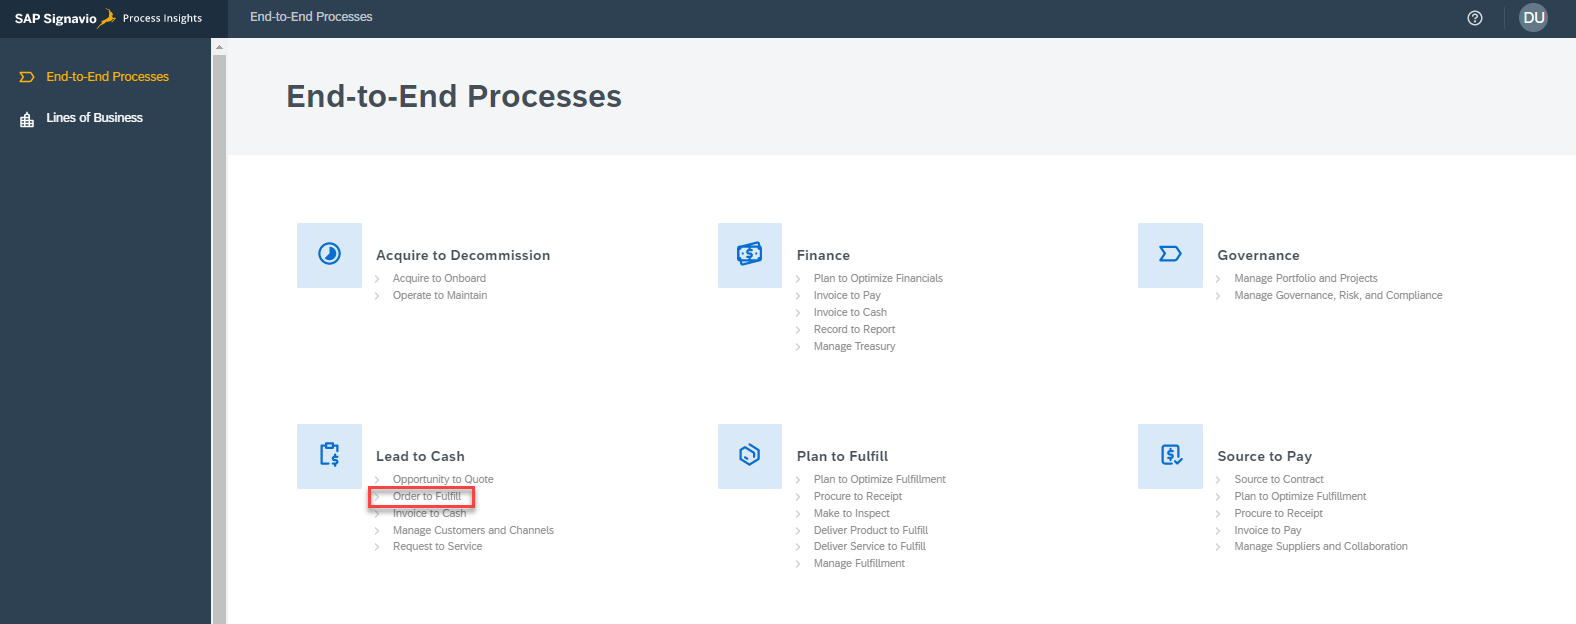 SAP Signavio Process Insights
End-to-End Processes
DU
End-to-End Processes
Lines of Business
End-to-End Processes
Acquire to Decommission
Acquire to Onboard
Operate to Maintain
Finance
Plan to Optimize Financials
Invoice to Pay
Invoice to Cash
Record to Report
Manage Treasury
Governance
Manage Portfolio and Projects
Manage Governance, Risk, and Compliance
Lead to Cash
Opportunity to Quote
Order to Fulfill
Invoice to Cash
Manage Customers and Channels
Request to Service
Plan to Fulfill
Plan to Optimize Fulfillment
Procure to Receipt
Make to Inspect
Deliver Product to Fulfill
Deliver Service to Fulfill
Manage Fulfillment
Source to Pay
Source to Contract
Plan to Optimize Fulfillment
Procure to Receipt
Invoice to Pay
Manage Suppliers and Collaboration